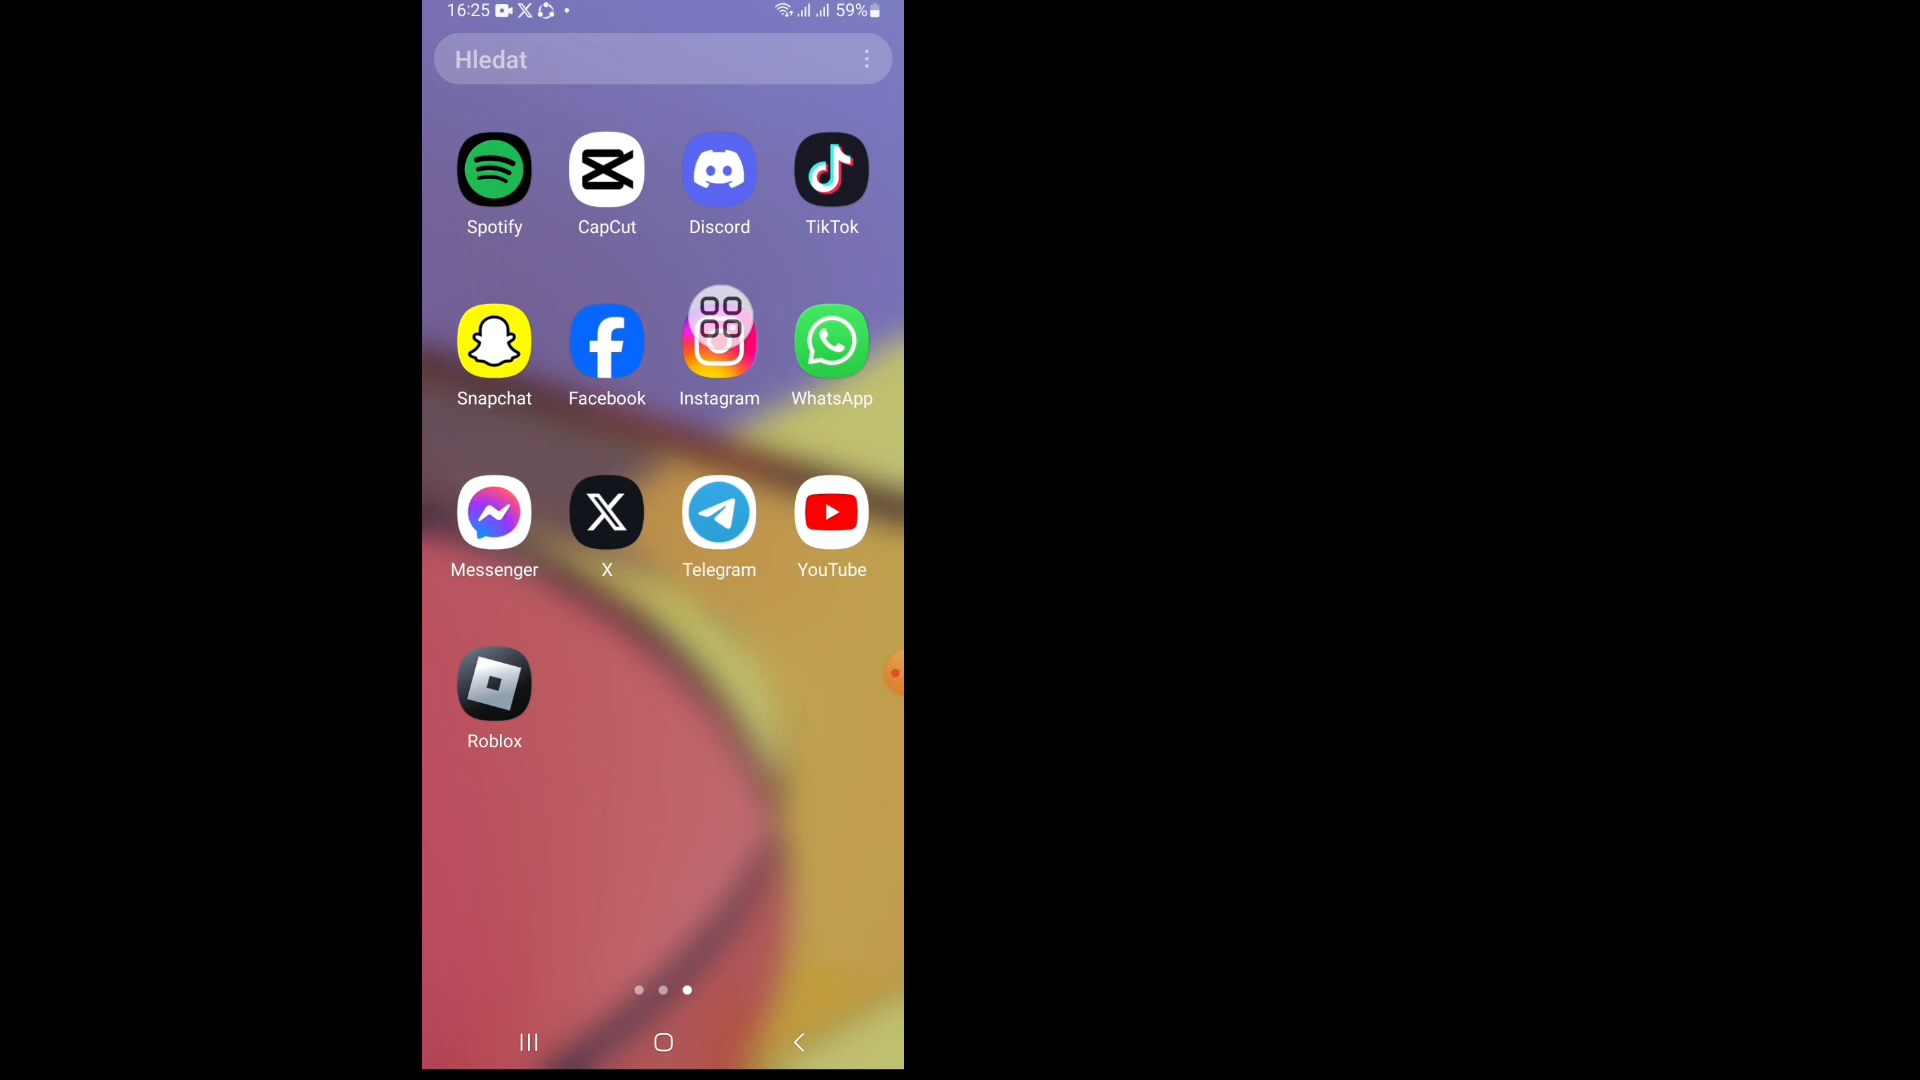 16:25 59%
Hledat
Spotify CapCut Discord TikTok
Snapchat Facebook Instagram WhatsApp
Messenger X Telegram YouTube
Roblox